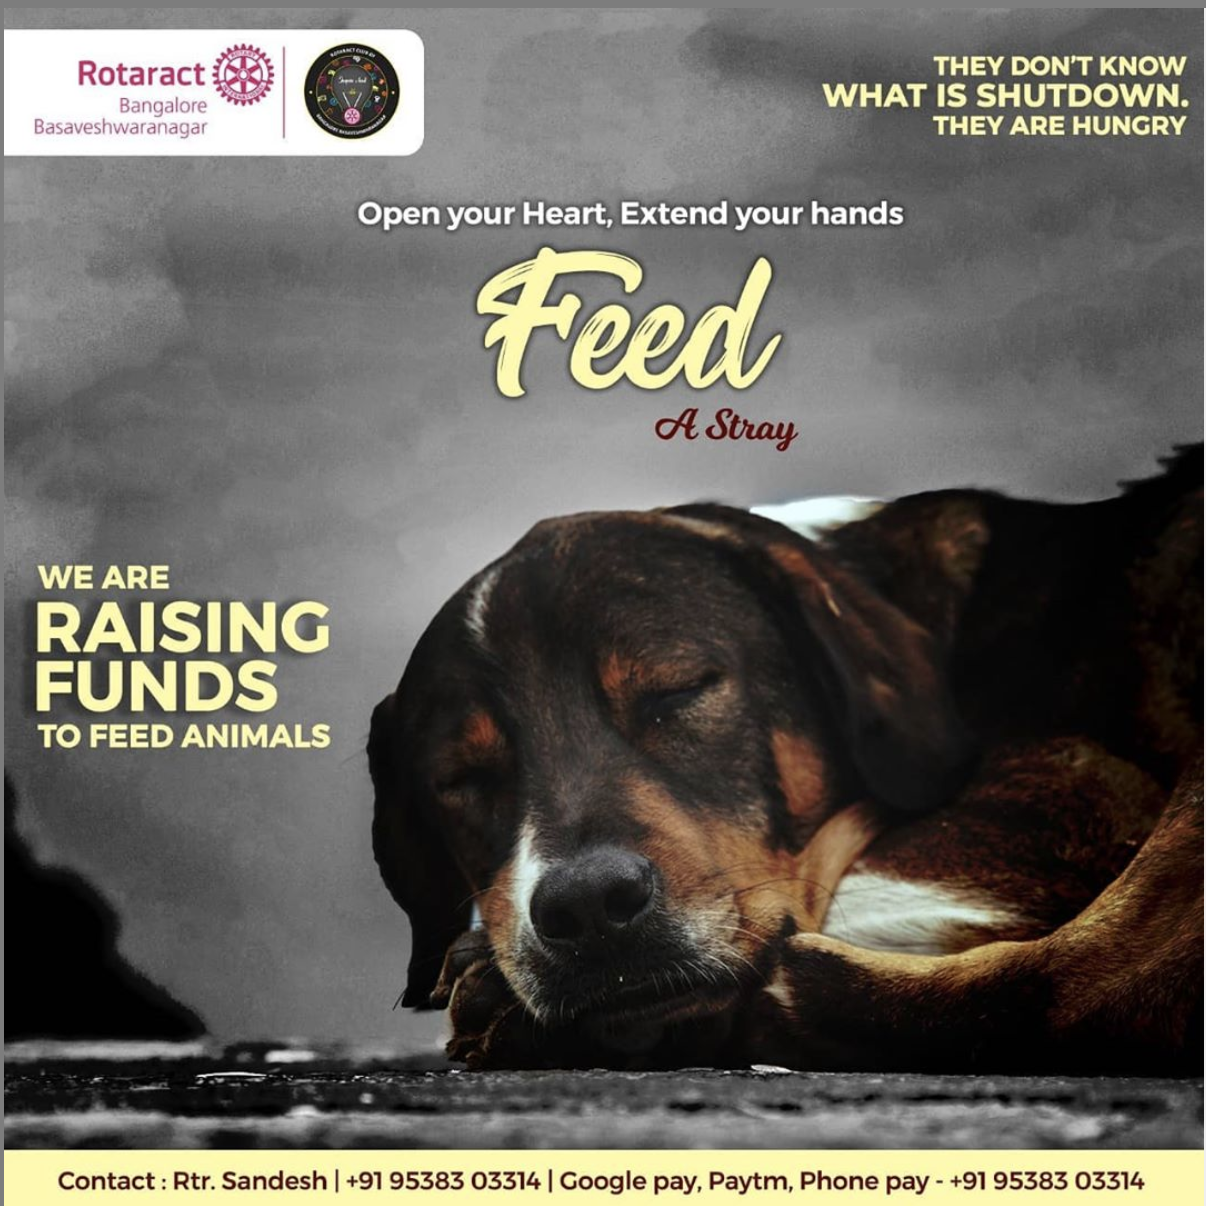 Rotaract
Bangalore
Basaveshwaranagar
THEY DON'T KNOW
WHAT IS SHUTDOWN.
THEY ARE HUNGRY
Open your Heart, Extend your hands
Feed
A Stray
WE ARE
RAISING
FUNDS
TO FEED ANIMALS
Contact : Rtr. Sandesh | +91 95383 03314 | Google pay, Paytm, Phone pay - +91 95383 03314